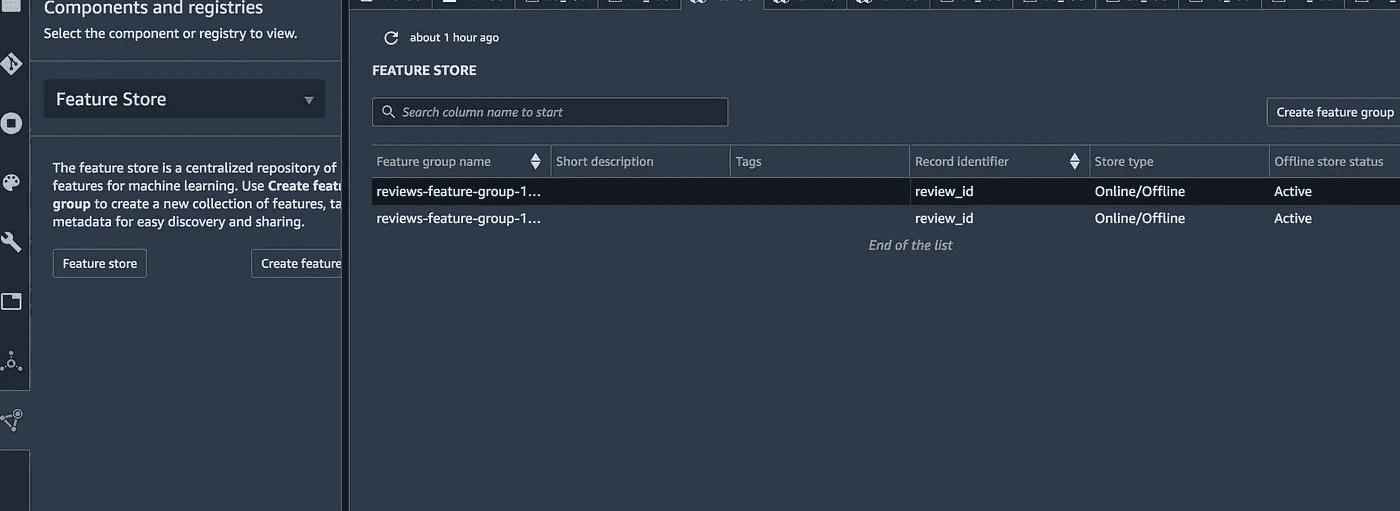 Components and registries
Select the component or registry to view.
Feature Store
The feature store is a centralized repository of
features for machine learning. Use Create
group to create a new collection of features,
metadata for easy discovery and sharing.
Feature store
Create feature
about 1 hour ago
FEATURE STORE
Search column name to start
Create feature group
Feature group name Short description Tags Record identifier Store type Offline store status
reviews-feature-group-1... review_id Online/Offline Active
reviews-feature-group-1... review_id Online/Offline Active
End of the list